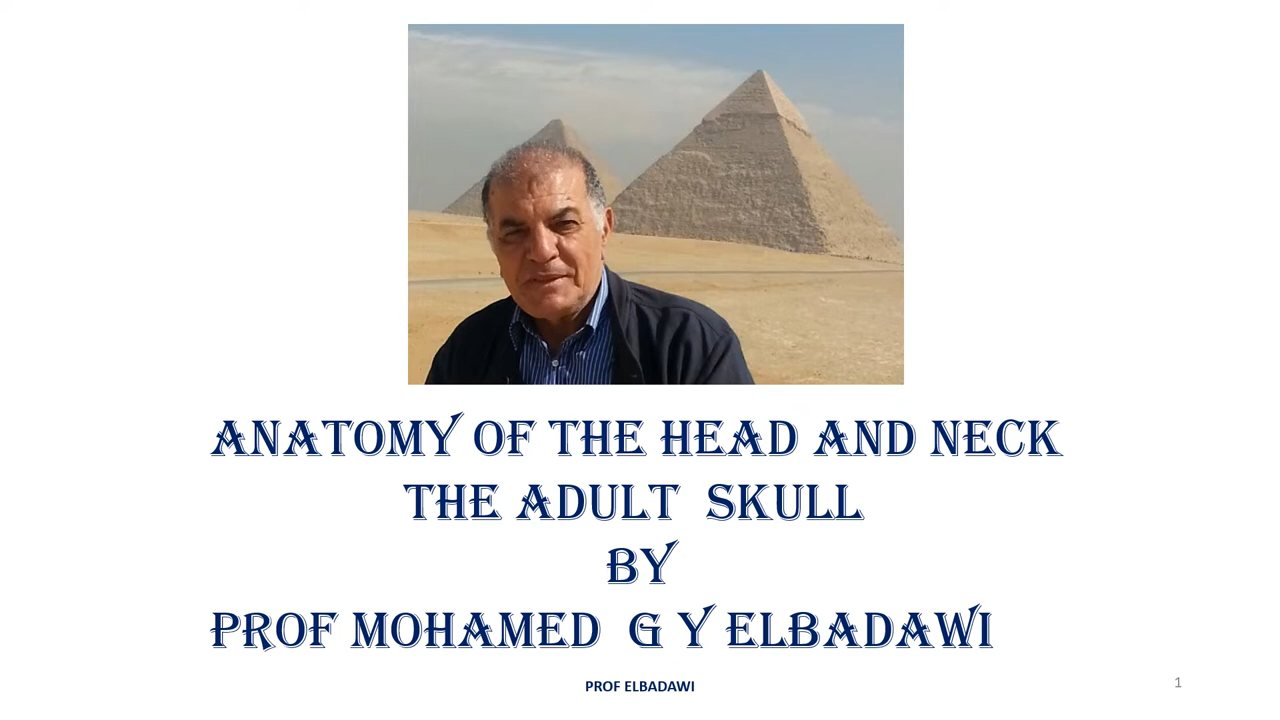 ANATOMY OF THE HEAD AND NECK
THE ADULT SKULL
BY
PROF MOHAMED G Y ELBADAWI
PROF ELBADAWI
1